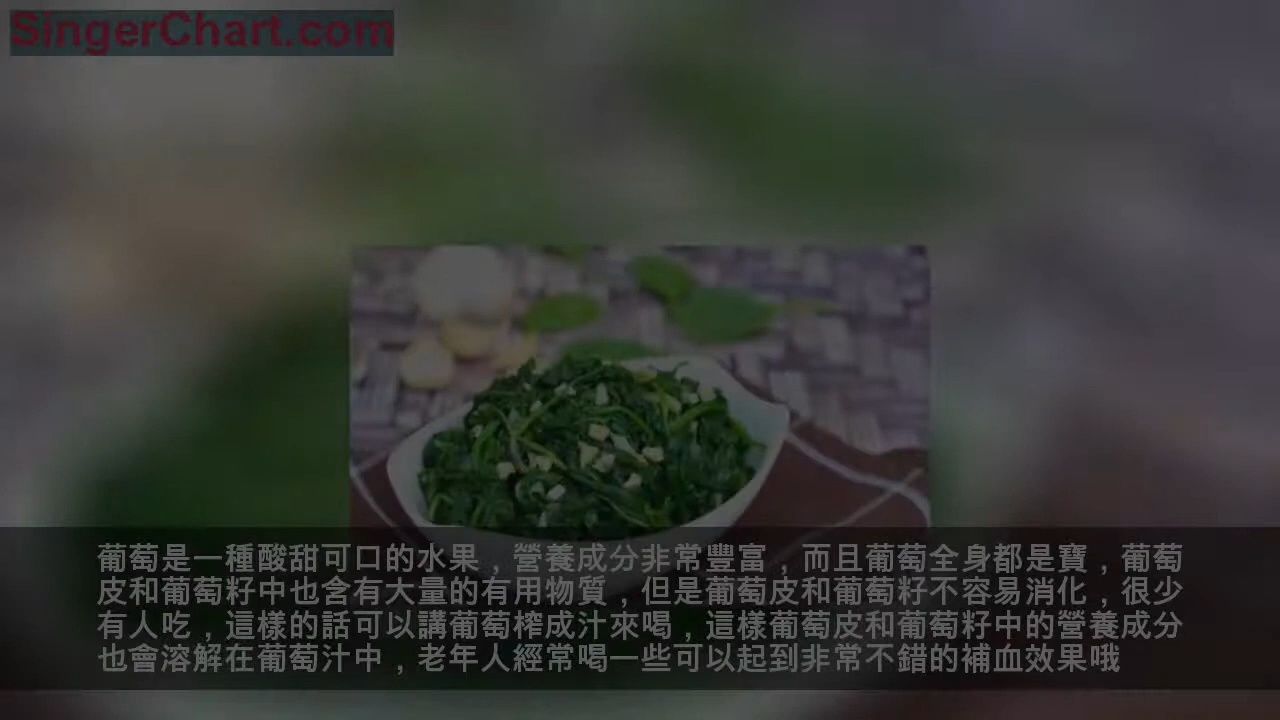 SingerChart.com
葡萄是一種酸甜可口的水果，營養成分非常豐富，而且葡萄全身都是寶，葡萄
皮和葡萄籽中也含有大量的有用物質，但是葡萄皮和葡萄籽不容易消化，很少
有人吃，這樣的話可以講葡萄榨成汁來喝，這樣葡萄皮和葡萄籽中的營養成分
也會溶解在葡萄汁中，老年人經常喝一些可以起到非常不錯的補血效果哦